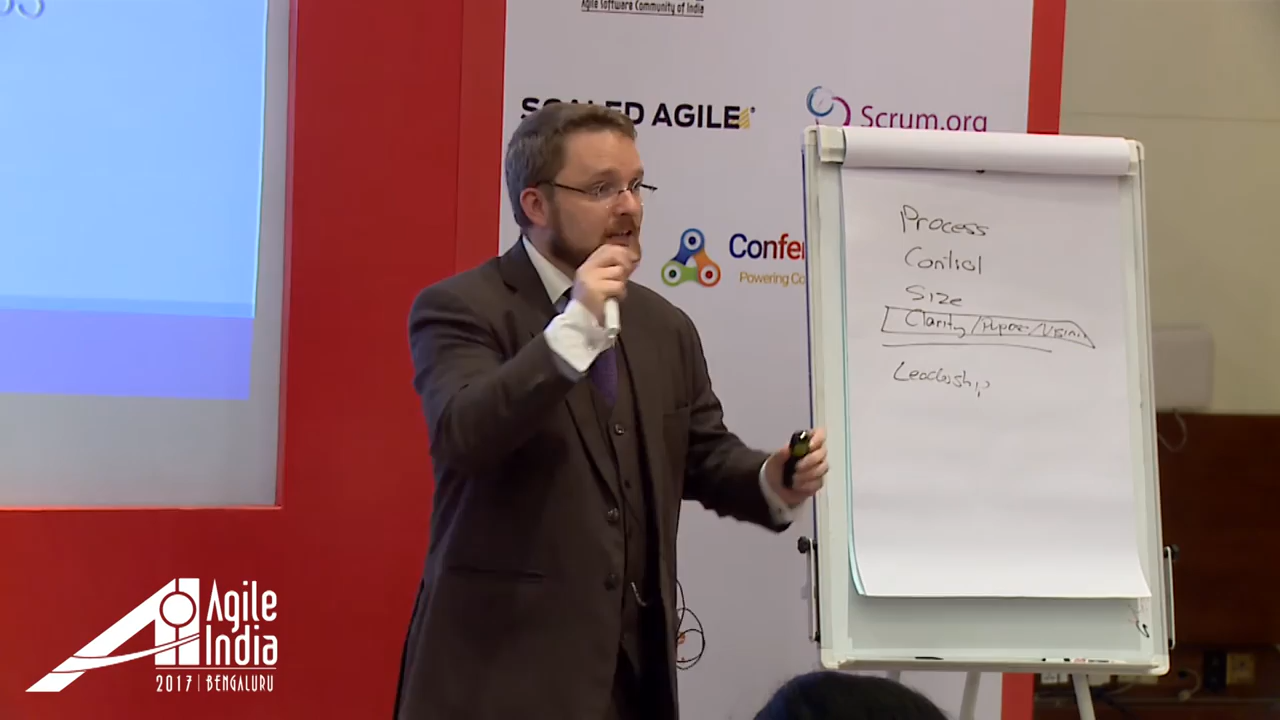 Agile Software Community of India
SCALED AGILE
Scrum.org
Confe
Powering Co
Process
Control
Size
Clarity /Purpose/Vision
Leadership
Agile
India
2017 | BENGALURU